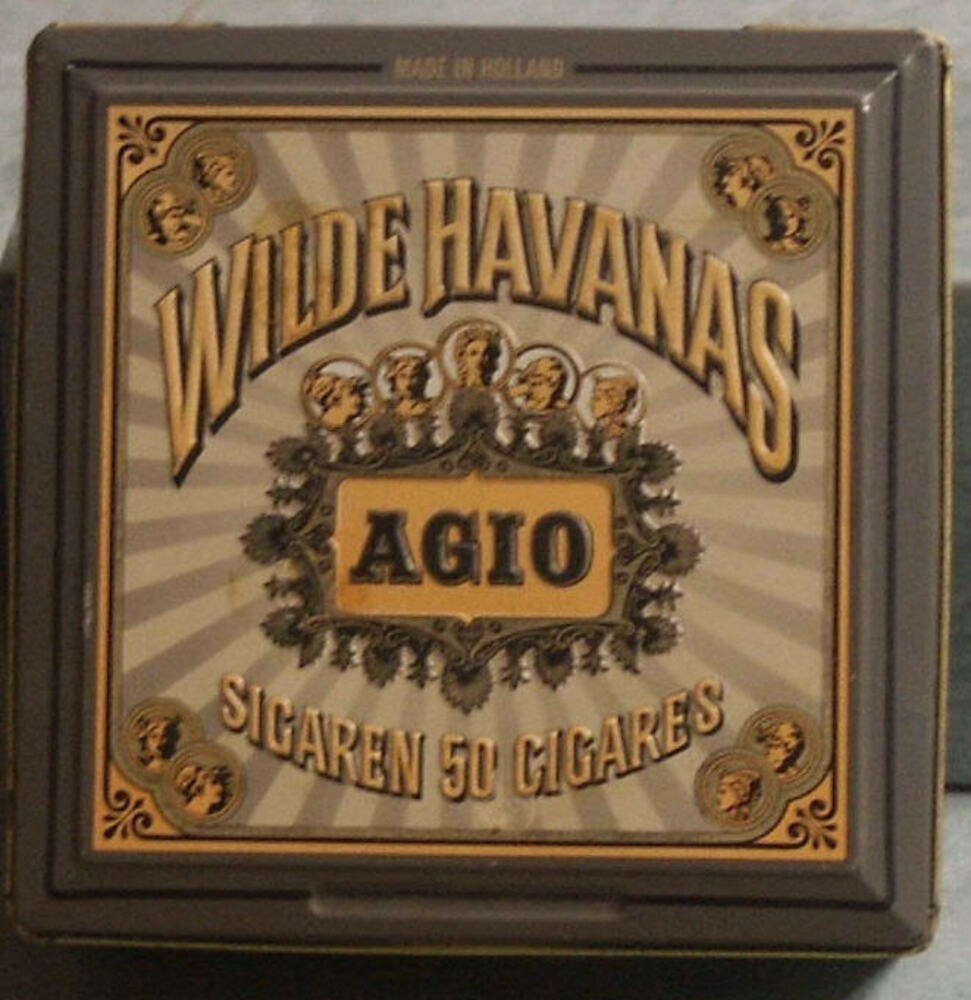 MADE IN HOLLAND
WILDE HAVANAS
AGIO
SIGAREN 50 CIGARES